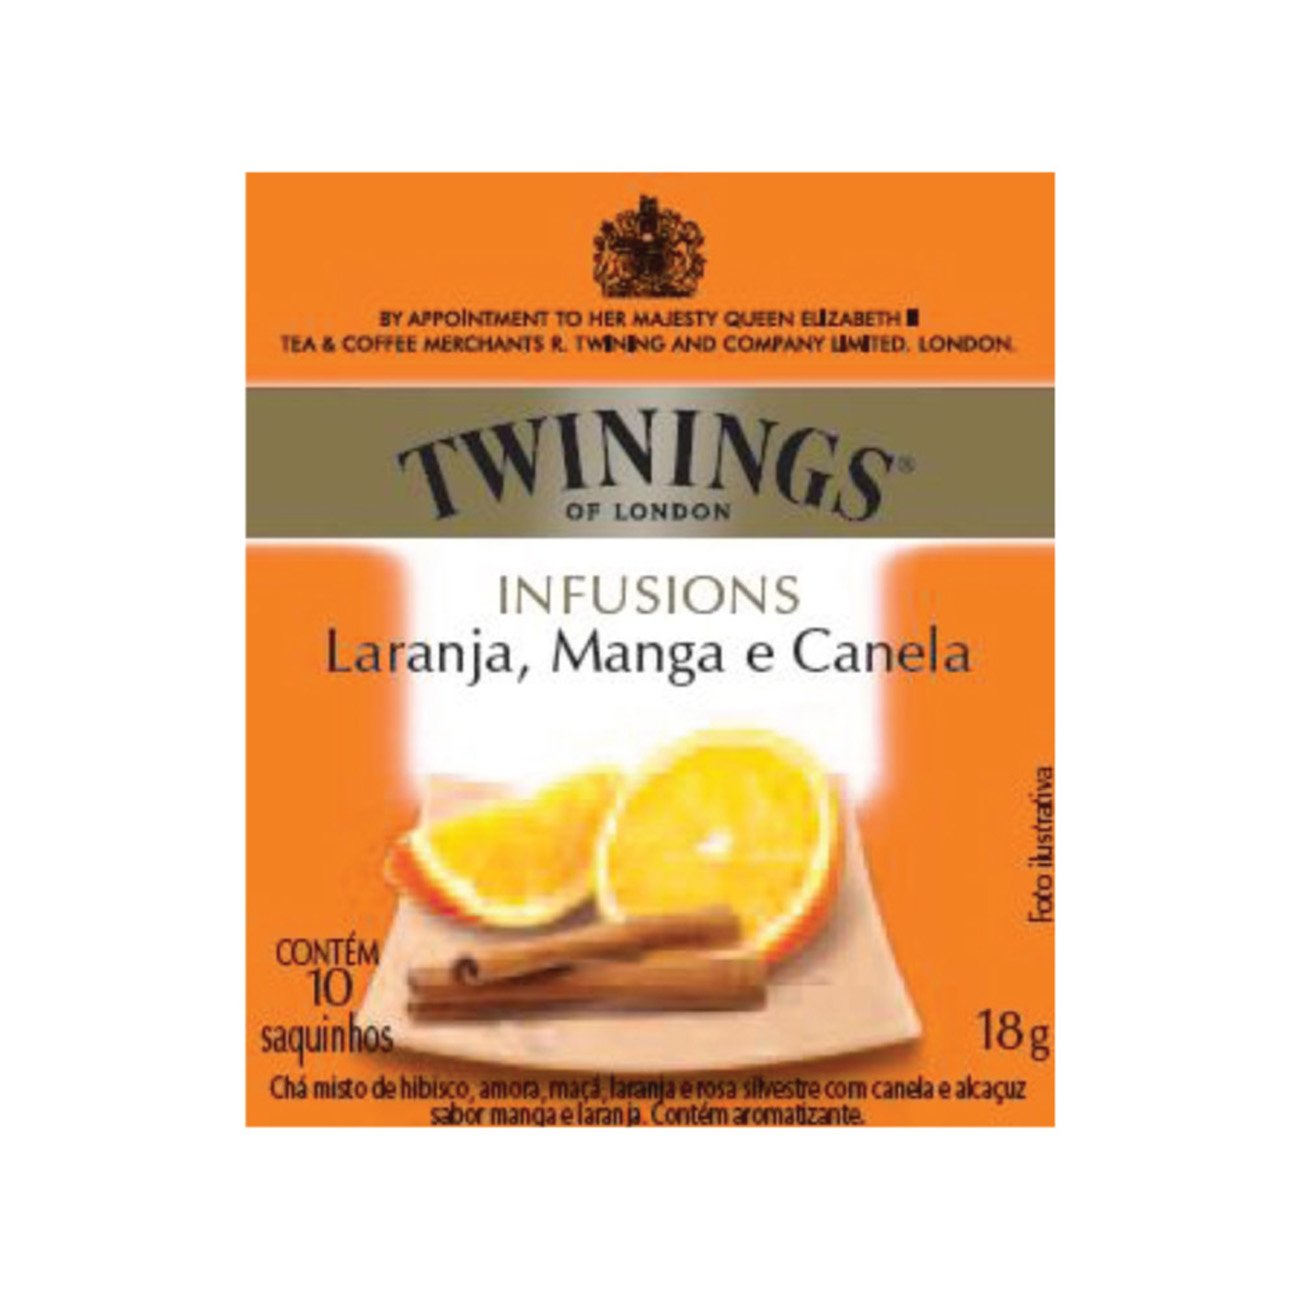 BY APPOINTMENT TO HER MAJESTY QUEEN ELIZABETH II
TEA & COFFEE MERCHANTS R. TWINING AND COMPANY LIMITED. LONDON.
TWININGS®
OF LONDON
INFUSIONS
Laranja, Manga e Canela
Foto ilustrativa
CONTÉM
10
saquinhos
18g
Chá misto de hibisco, amora, maçã, laranja e rosa silvestre com canela e alcaçuz
sabor manga e laranja. Contém aromatizante.